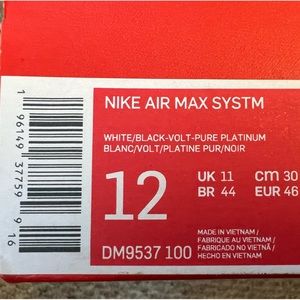 NIKE AIR MAX SYSTM
WHITE/BLACK-VOLT-PURE PLATINUM
BLANC/VOLT/PLATINE PUR/NOIR
12
UK 11 cm 30
BR 44 EUR 46
DM9537 100
MADE IN VIETNAM /
FABRIQUE AU VIETNAM /
FABRICADO NO VIETNÃ /
HECHO EN VIETNAM
1 96149 37759 9 16